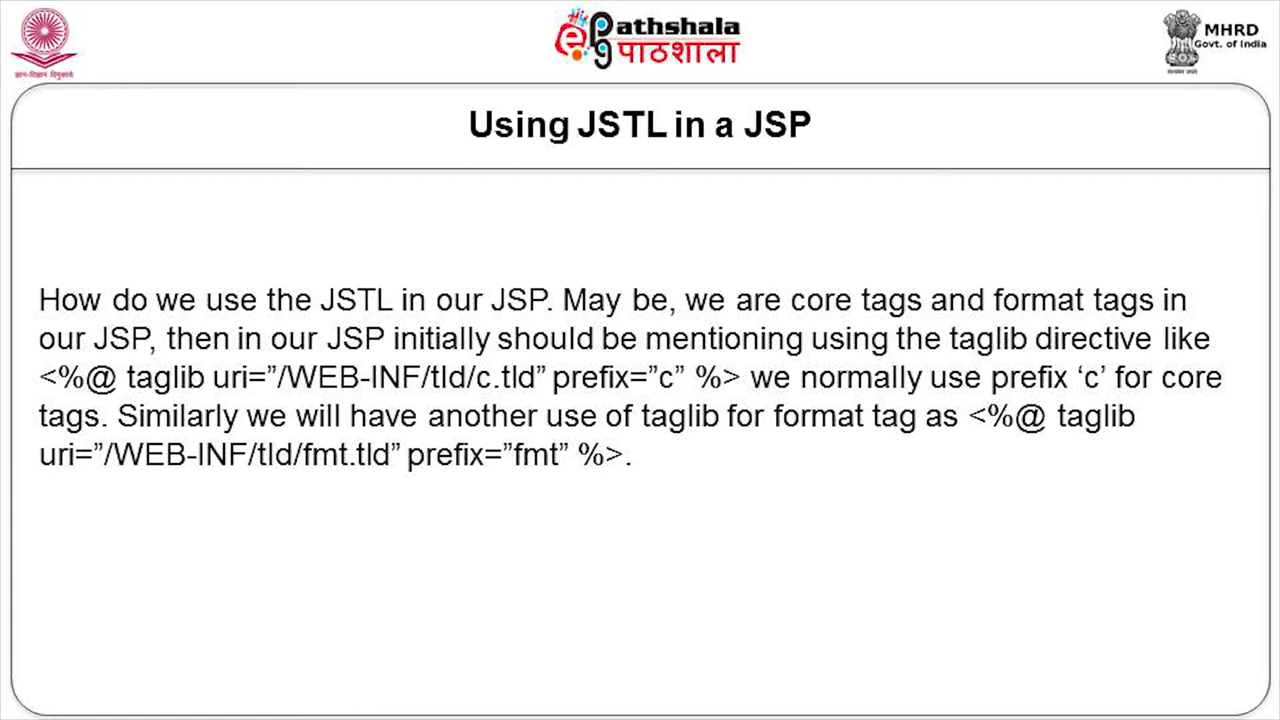 ज्ञान-विज्ञान विमुक्तये
ePathshala
पाठशाला
MHRD
Govt. of India
Using JSTL in a JSP
How do we use the JSTL in our JSP. May be, we are core tags and format tags in
our JSP, then in our JSP initially should be mentioning using the taglib directive like
<%@ taglib uri=”/WEB-INF/tld/c.tld” prefix=”c” %> we normally use prefix ‘c’ for core
tags. Similarly we will have another use of taglib for format tag as <%@ taglib
uri=”/WEB-INF/tld/fmt.tld” prefix=”fmt” %>.